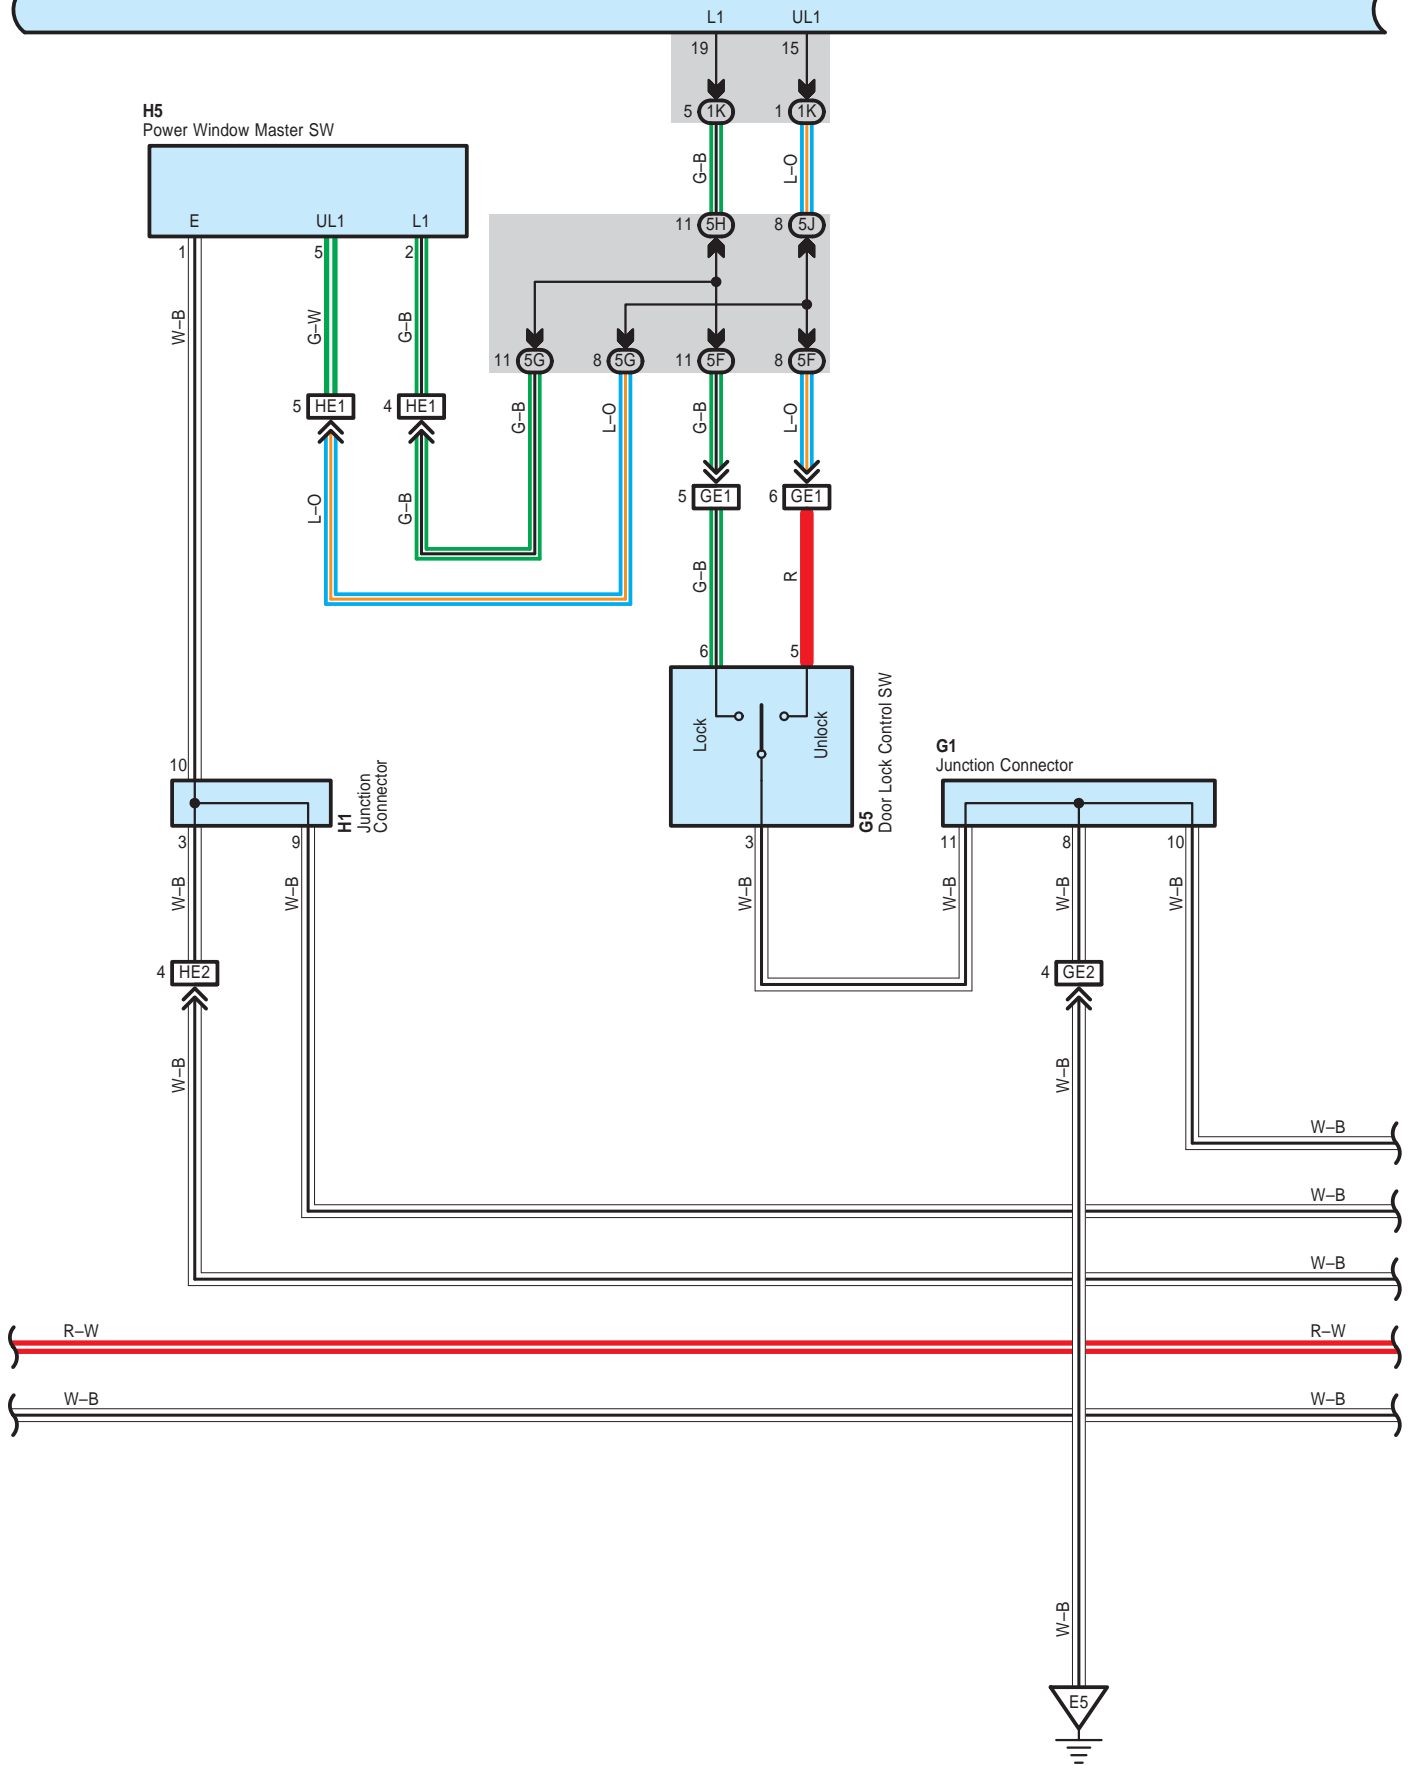 L1 UL1
19 15
5 1K 1 1K
H5
Power Window Master SW
G–B L–O
E UL1 L1
11 5H 8 5J
1 5 2
W–B G–W G–B
11 5G 8 5G 11 5F 8 5F
5 HE1 4 HE1
G–B L–O G–B L–O
5 GE1 6 GE1
L–O G–B
G–B R
6 5
Lock Unlock
G5
Door Lock Control SW
G1
Junction Connector
10
H1
Junction
Connector
3 9 3 11 8 10
W–B W–B W–B W–B W–B W–B
4 HE2 4 GE2
W–B W–B
W–B
W–B
W–B
R–W R–W
W–B W–B
W–B
E5